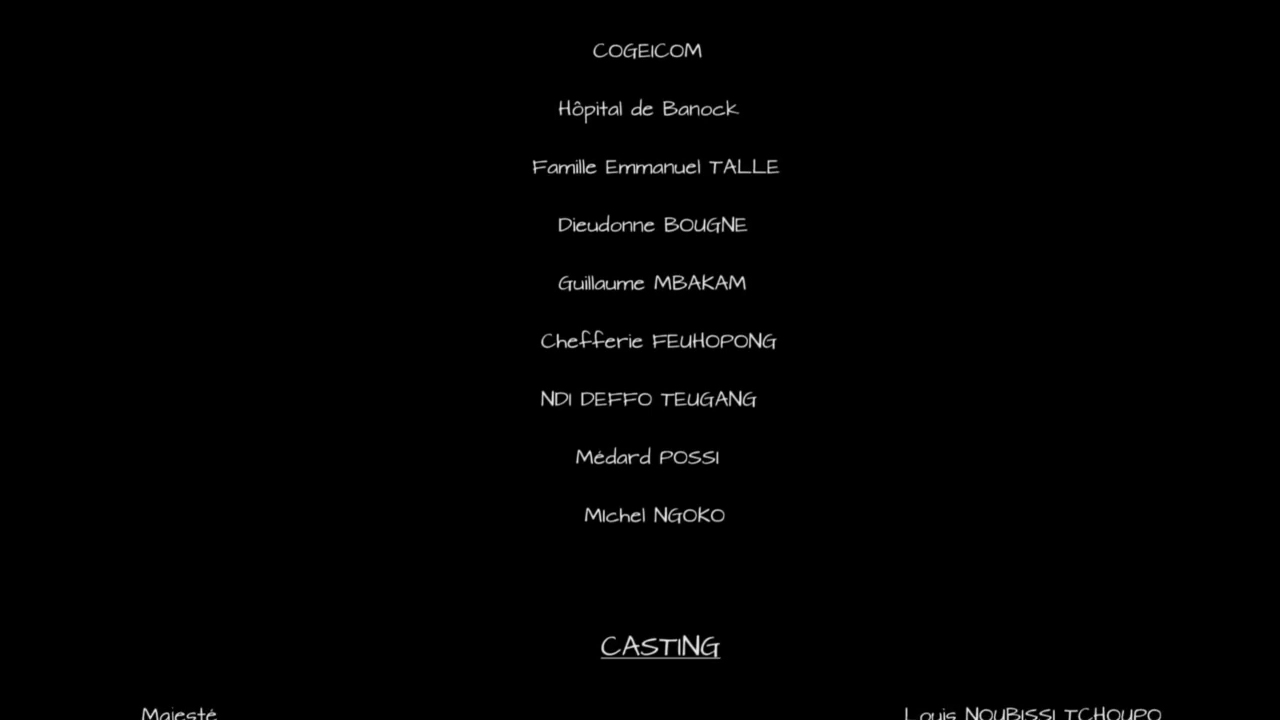 COGEICOM
Hôpital de Banock
Famille Emmanuel TALLE
Dieudonne BOUGNE
Guillaume MBAKAM
Chefferie FEUHOPONG
NDI DEFFO TEUGANG
Médard POSSI
MIchel NGOKO
CASTING
Majesté Louis NOUBISSI TCHOUPO